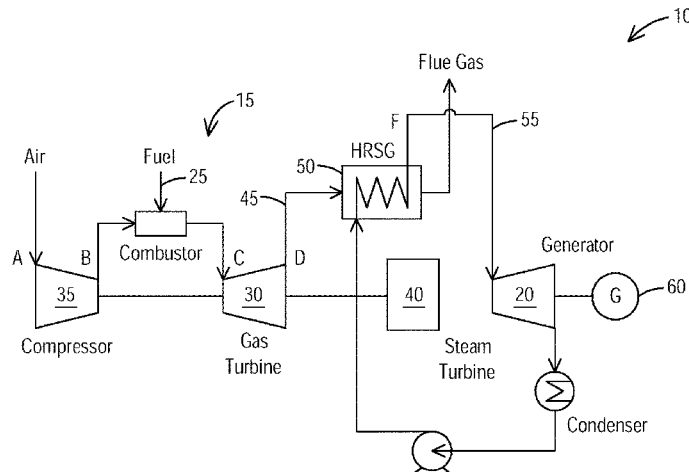 10
Flue Gas
15
F
55
Air
Fuel
HRSG
50
25
45
A
B
Combustor
C
D
Generator
35
30
40
20
G
60
Compressor
Gas
Turbine
Steam
Turbine
Condenser